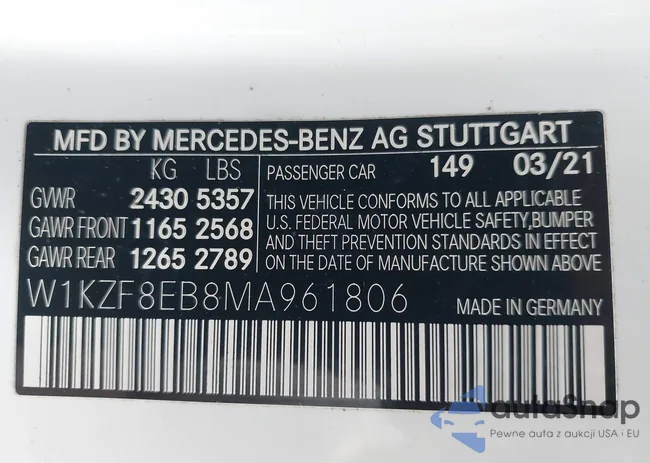 MFD BY MERCEDES-BENZ AG STUTTGART
KG LBS
GVWR 2430 5357
GAWR FRONT 1165 2568
GAWR REAR 1265 2789
PASSENGER CAR 149 03/21
THIS VEHICLE CONFORMS TO ALL APPLICABLE
U.S. FEDERAL MOTOR VEHICLE SAFETY,BUMPER
AND THEFT PREVENTION STANDARDS IN EFFECT
ON THE DATE OF MANUFACTURE SHOWN ABOVE
W1KZF8EB8MA961806
MADE IN GERMANY
autaSnap
Pewne auta z aukcji USA i EU